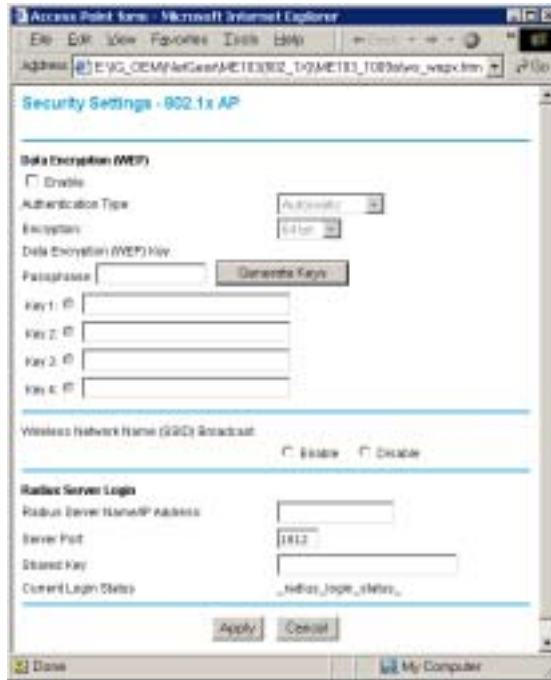 Access Point form - Microsoft Internet Explorer
File Edit View Favorites Tools Help
Address
Go
Security Settings - 802.1x AP
Data Encryption (WEP)
Enable
Authentication Type Automatic
Encryption 64 bit
Data Encryption (WEP) Key
Passphrase Generate Keys
Key 1:
Key 2:
Key 3:
Key 4:
Wireless Network Name (SSID) Broadcast
Enable Disable
Radius Server Login
Radius Server Name/IP Address
Server Port 1812
Shared Key
Current Login Status _radius_login_status_
Apply Cancel
Done My Computer